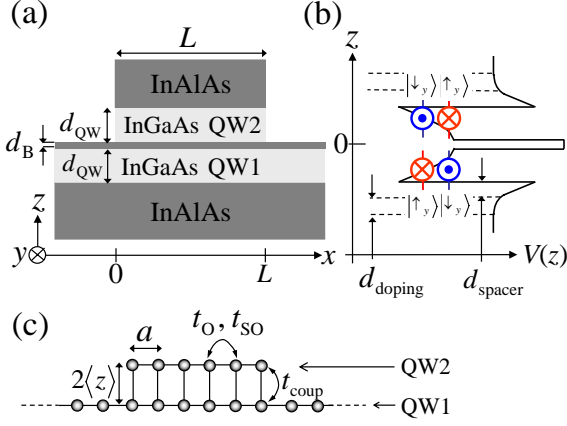 (a)
L
InAlAs
d_QW
InGaAs QW2
d_B
d_QW
InGaAs QW1
InAlAs
z
y
x
0
L
(b)
z
|↓_y⟩ |↑_y⟩
0
|↑_y⟩ |↓_y⟩
V(z)
d_doping
d_spacer
(c)
a
t_O, t_SO
2⟨z⟩
t_coup
QW2
QW1